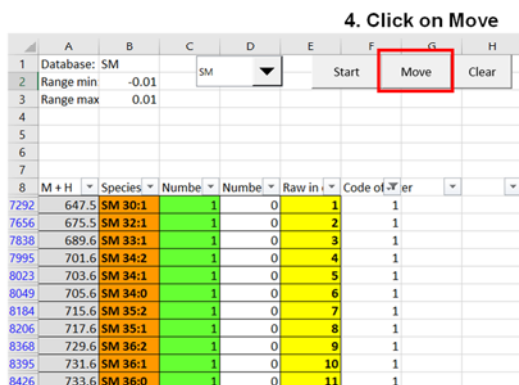 4. Click on Move
A B C D E F G H
1 Database: SM SM Start Move Clear
2 Range min -0.01
3 Range max 0.01
4
5
6
7
8 M + H Species Numbe Numbe Raw in Code of er
7292 647.5 SM 30:1 1 0 1 1
7656 675.5 SM 32:1 1 0 2 1
7838 689.6 SM 33:1 1 0 3 1
7995 701.6 SM 34:2 1 0 4 1
8023 703.6 SM 34:1 1 0 5 1
8049 705.6 SM 34:0 1 0 6 1
8184 715.6 SM 35:2 1 0 7 1
8206 717.6 SM 35:1 1 0 8 1
8368 729.6 SM 36:2 1 0 9 1
8395 731.6 SM 36:1 1 0 10 1
8426 733.6 SM 36:0 1 0 11 1